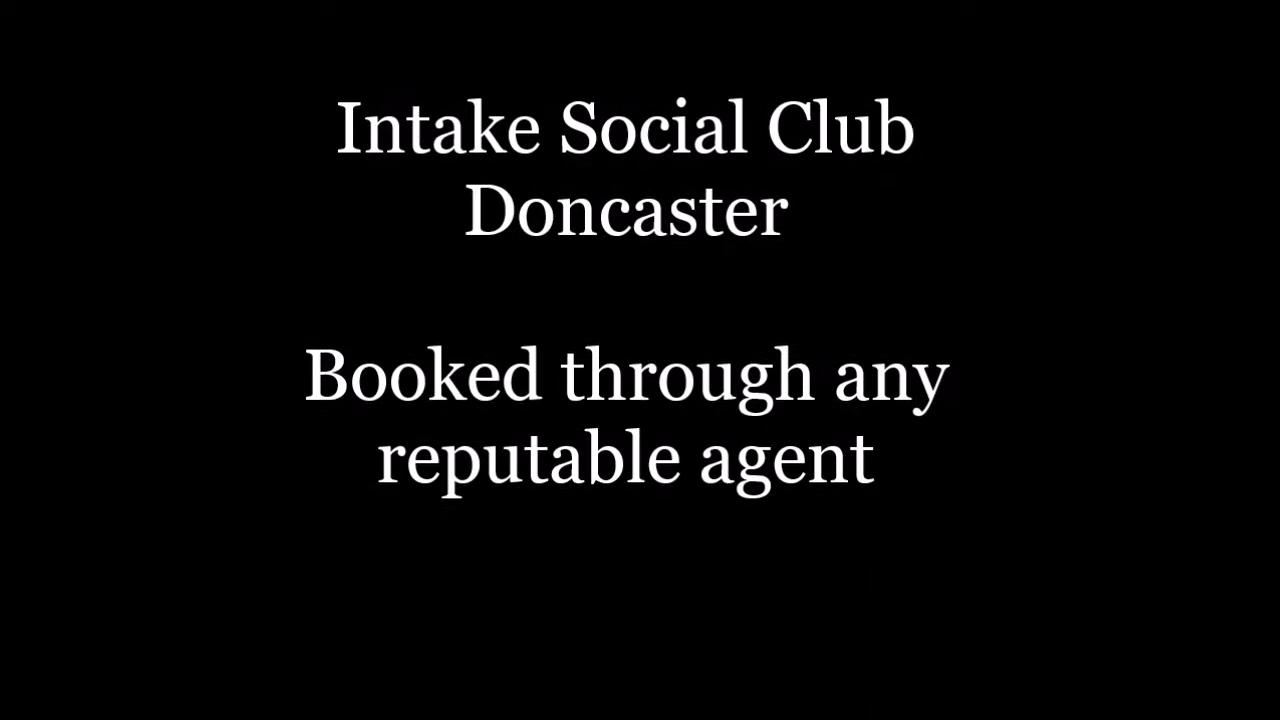 Intake Social Club
Doncaster
Booked through any
reputable agent